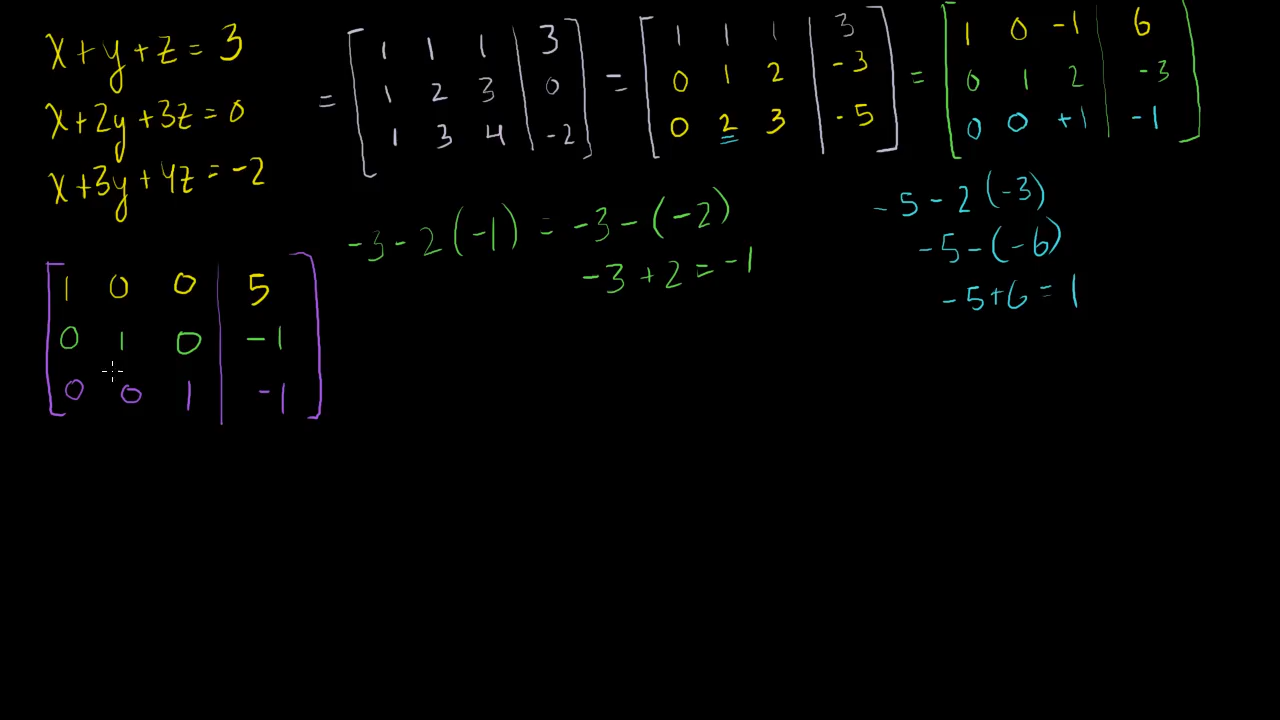 x + y + z = 3
x + 2y + 3z = 0
x + 3y + 4z = -2
= [ 1 1 1 | 3
1 2 3 | 0
1 3 4 | -2 ]
= [ 1 1 1 | 3
0 1 2 | -3
0 2 3 | -5 ]
= [ 1 0 -1 | 6
0 1 2 | -3
0 0 +1 | -1 ]
-3 - 2 (-1) = -3 - (-2)
-3 + 2 = -1
-5 - 2 (-3)
-5 - (-6)
-5 + 6 = 1
[ 1 0 0 | 5
0 1 0 | -1
0 0 1 | -1 ]